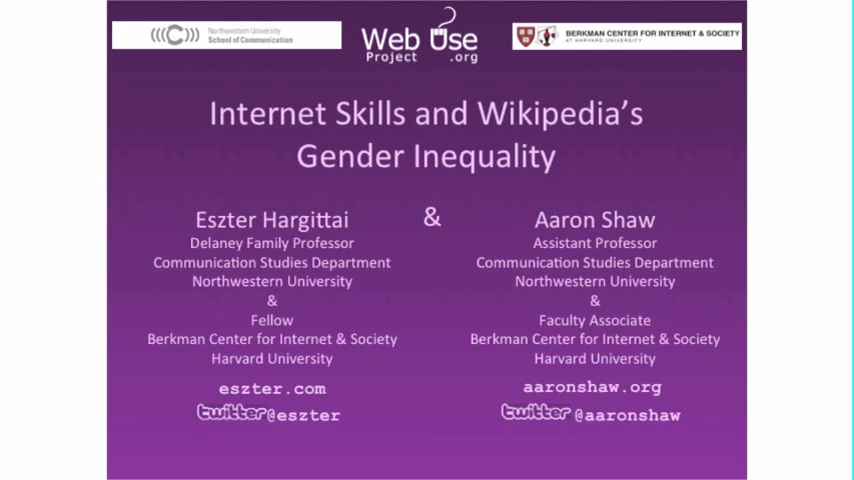 Northwestern University
School of Communication
Web Use
Project .org
BERKMAN CENTER FOR INTERNET & SOCIETY
AT HARVARD UNIVERSITY
Internet Skills and Wikipedia's
Gender Inequality
&
Eszter Hargittai
Delaney Family Professor
Communication Studies Department
Northwestern University
&
Fellow
Berkman Center for Internet & Society
Harvard University
eszter.com
twitter @eszter
Aaron Shaw
Assistant Professor
Communication Studies Department
Northwestern University
&
Faculty Associate
Berkman Center for Internet & Society
Harvard University
aaronshaw.org
twitter @aaronshaw